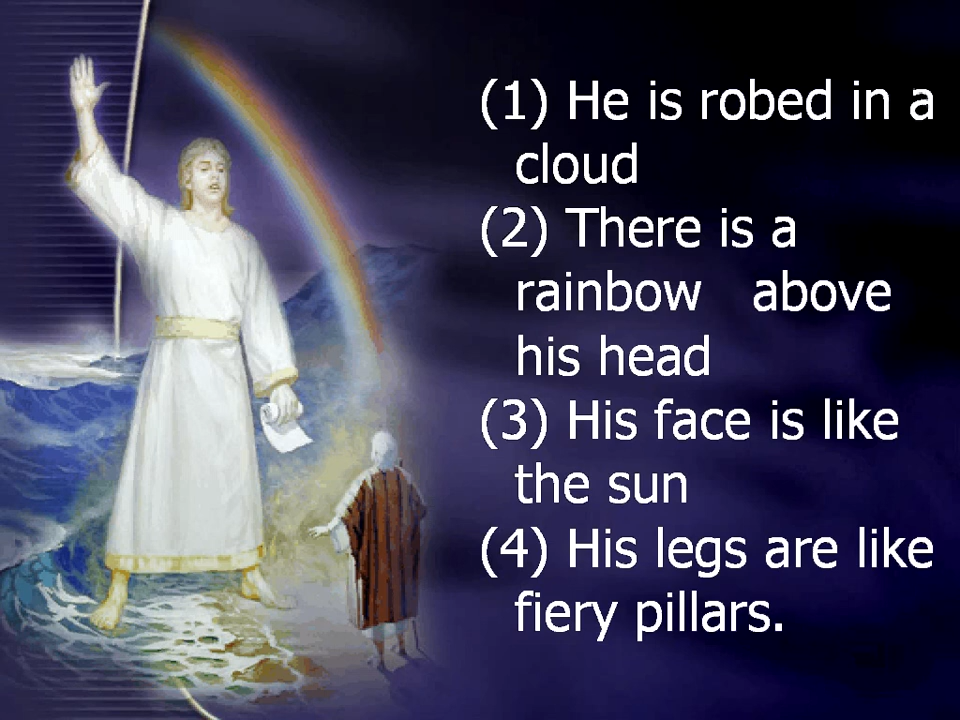 (1) He is robed in a
cloud
(2) There is a
rainbow above
his head
(3) His face is like
the sun
(4) His legs are like
fiery pillars.